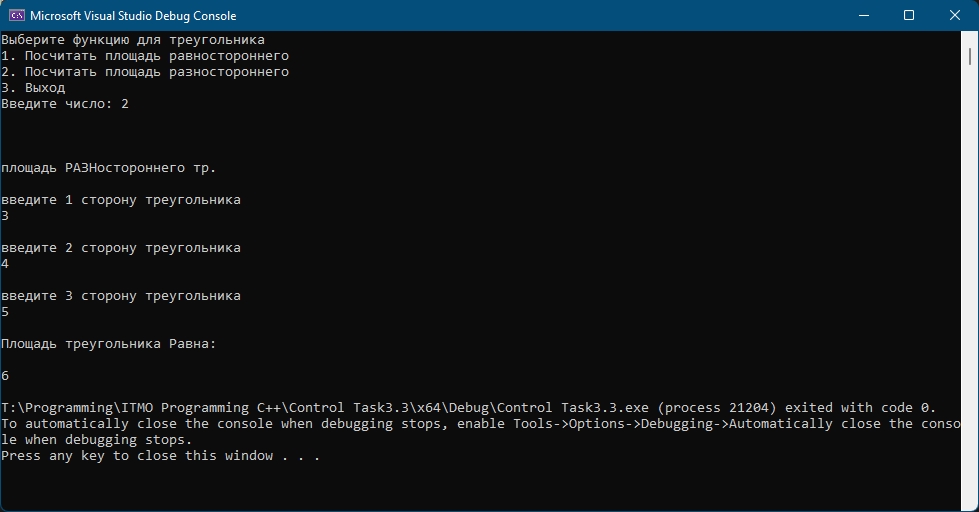 Microsoft Visual Studio Debug Console
Выберите функцию для треугольника
1. Посчитать площадь равностороннего
2. Посчитать площадь разностороннего
3. Выход
Введите число: 2
площадь РАЗНостороннего тр.
введите 1 сторону треугольника
3
введите 2 сторону треугольника
4
введите 3 сторону треугольника
5
Площадь треугольника Равна:
6
T:\Programming\ITMO Programming C++\Control Task3.3\x64\Debug\Control Task3.3.exe (process 21204) exited with code 0.
To automatically close the console when debugging stops, enable Tools->Options->Debugging->Automatically close the conso
le when debugging stops.
Press any key to close this window . . .